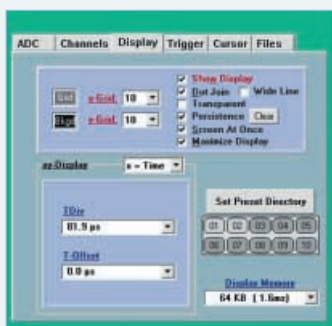 ADC Channels Display Trigger Cursor Files
Show Display
Grid x-Grid: 10 Dot Join Wide Line
Transparent
Bkgr 10 Persistence Clear
Screen At Once
Maximize Display
xy-Display x = Time
TDiv
81.9 µs
T-Offset
0.0 µs
Set Preset Directory
01 02 03 04 05
06 07 08 09 10
Display Memory
64 KB ( 1.6ms)